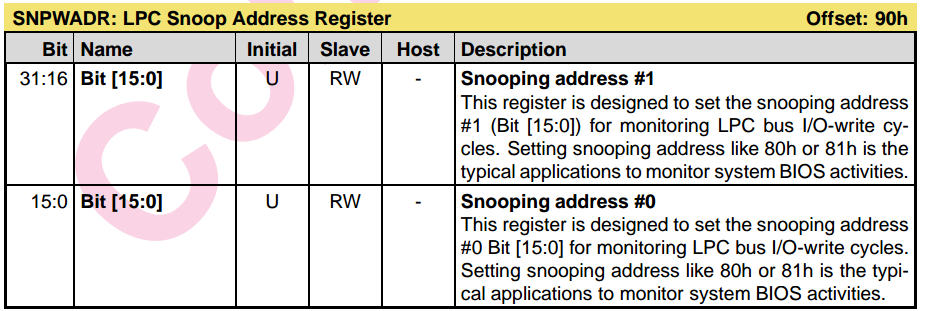 SNPWADR: LPC Snoop Address Register Offset: 90h
Bit Name Initial Slave Host Description
31:16 Bit [15:0] U RW - Snooping address #1
This register is designed to set the snooping address
#1 (Bit [15:0]) for monitoring LPC bus I/O-write cy-
cles. Setting snooping address like 80h or 81h is the
typical applications to monitor system BIOS activities.
15:0 Bit [15:0] U RW - Snooping address #0
This register is designed to set the snooping address
#0 Bit [15:0] for monitoring LPC bus I/O-write cycles.
Setting snooping address like 80h or 81h is the typi-
cal applications to monitor system BIOS activities.